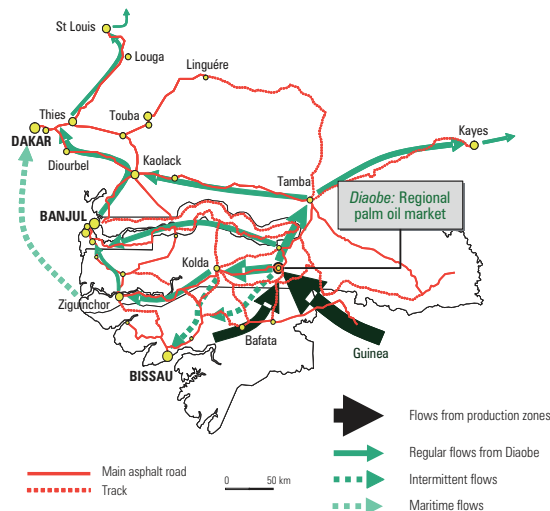 St Louis
Louga
Linguére
Thies
Touba
DAKAR
Kayes
Diourbel
Kaolack
Tamba
Diaobe: Regional
palm oil market
BANJUL
Kolda
Ziguinchor
Bafata
Guinea
BISSAU
Flows from production zones
Regular flows from Diaobe
Main asphalt road
0 50 km
Intermittent flows
Track
Maritime flows